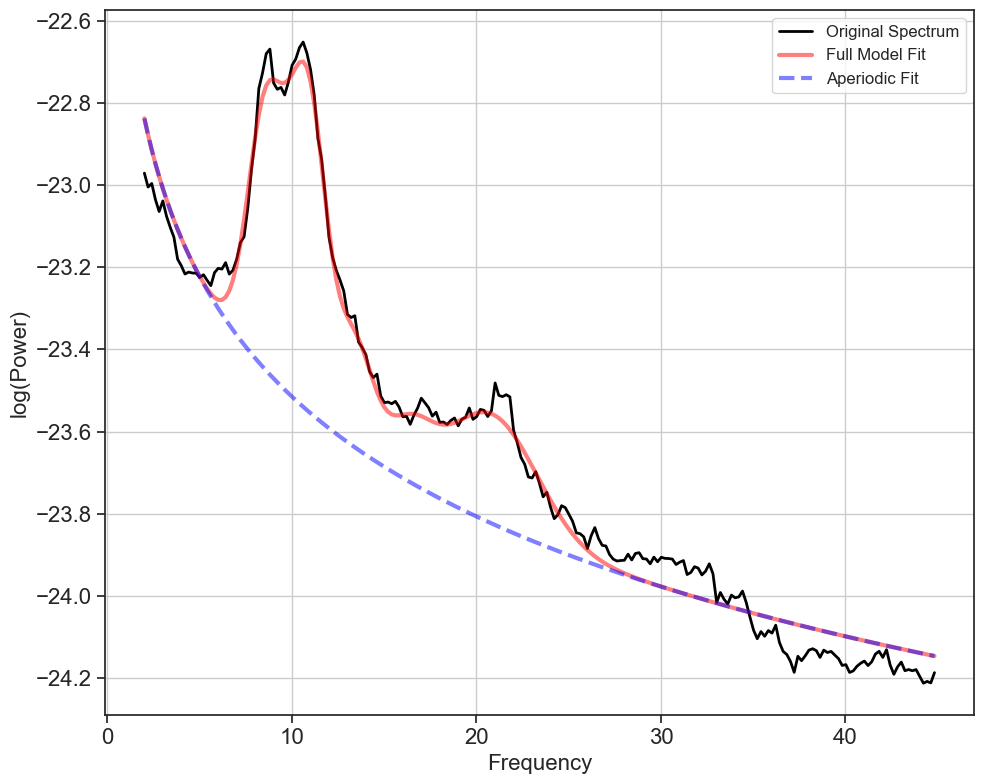 −22.6
−22.8
−23.0
−23.2
−23.4
−23.6
−23.8
−24.0
−24.2
log(Power)
Original Spectrum
Full Model Fit
Aperiodic Fit
0 10 20 30 40
Frequency